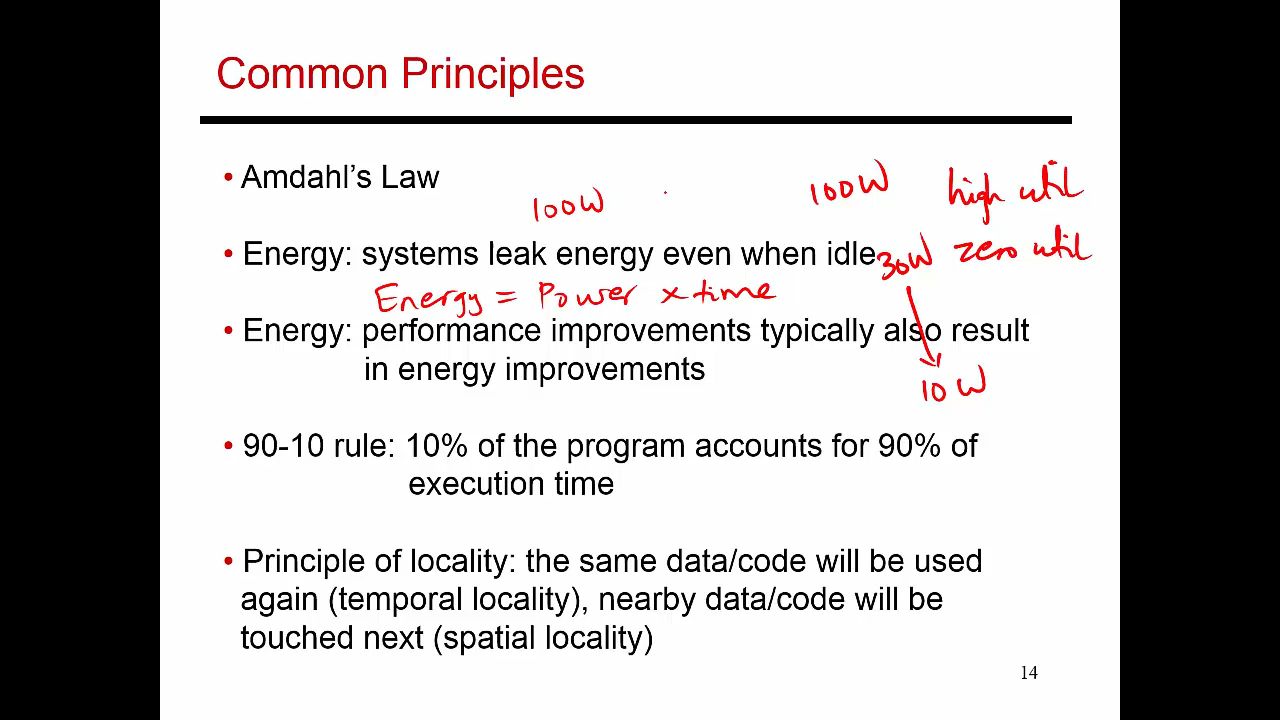 Common Principles
• Amdahl's Law
100W
100W
high util
• Energy: systems leak energy even when idle
30W zero util
Energy = Power x time
• Energy: performance improvements typically also result
in energy improvements
10W
• 90-10 rule: 10% of the program accounts for 90% of
execution time
• Principle of locality: the same data/code will be used
again (temporal locality), nearby data/code will be
touched next (spatial locality)
14